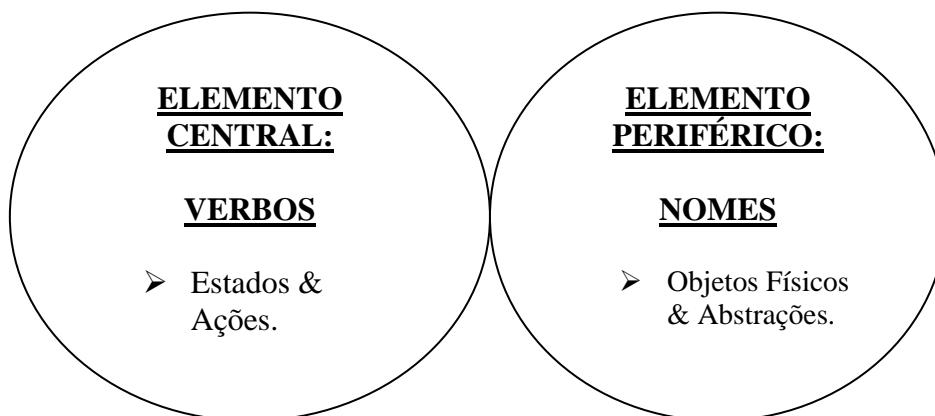 ELEMENTO
CENTRAL:
VERBOS
➢ Estados &
Ações.
ELEMENTO
PERIFÉRICO:
NOMES
➢ Objetos Físicos
& Abstrações.